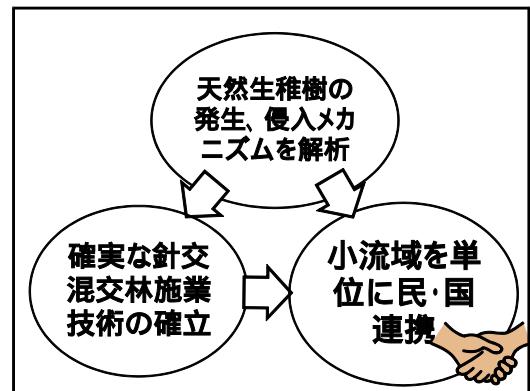 天然生稚樹の
発生、侵入メカ
ニズムを解析
確実な針交
混交林施業
技術の確立
小流域を単
位に民・国
連携